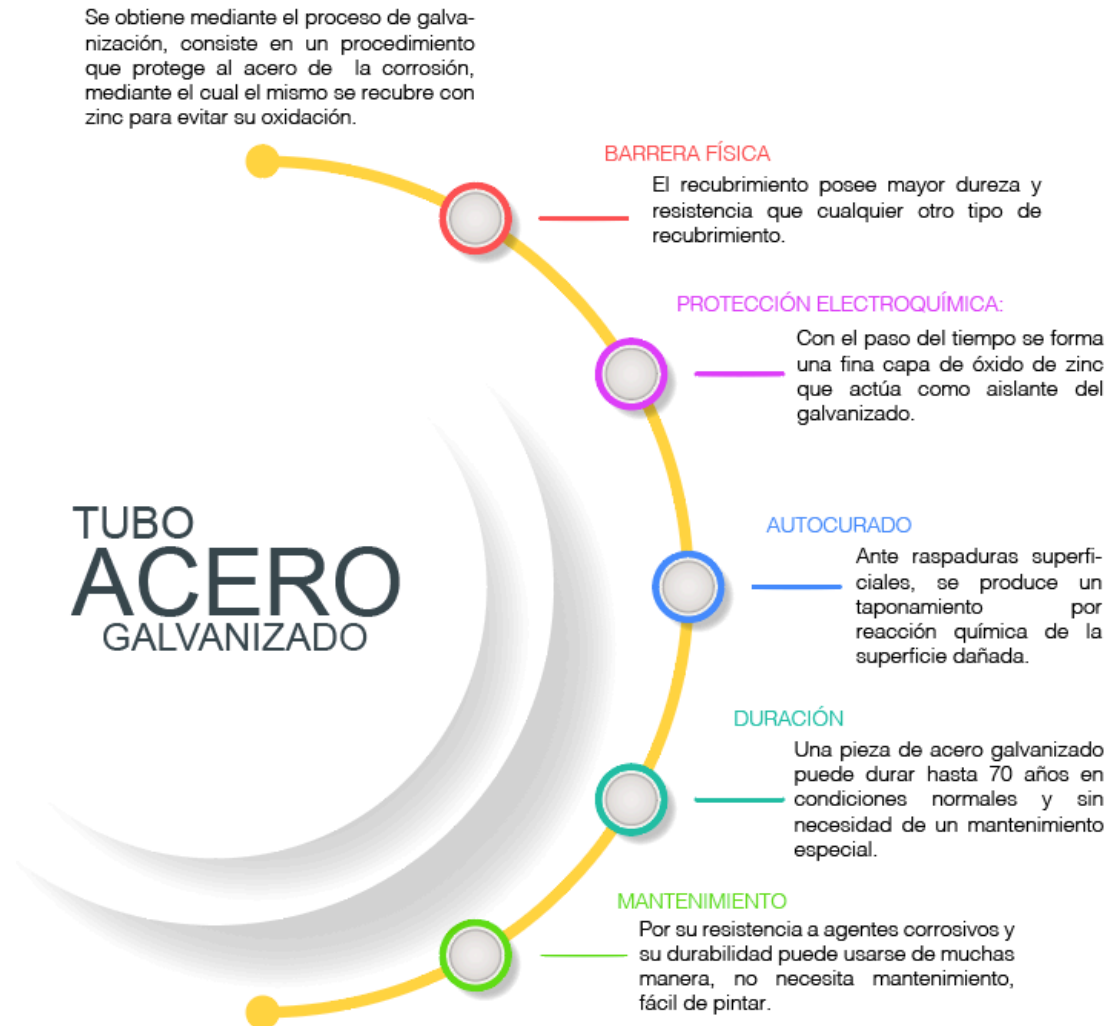 Se obtiene mediante el proceso de galva-
nización, consiste en un procedimiento
que protege al acero de la corrosión,
mediante el cual el mismo se recubre con
zinc para evitar su oxidación.
BARRERA FÍSICA
El recubrimiento posee mayor dureza y
resistencia que cualquier otro tipo de
recubrimiento.
PROTECCIÓN ELECTROQUÍMICA:
Con el paso del tiempo se forma
una fina capa de óxido de zinc
que actúa como aislante del
galvanizado.
TUBO
ACERO
GALVANIZADO
AUTOCURADO
Ante raspaduras superfi-
ciales, se produce un
taponamiento por
reacción química de la
superficie dañada.
DURACIÓN
Una pieza de acero galvanizado
puede durar hasta 70 años en
condiciones normales y sin
necesidad de un mantenimiento
especial.
MANTENIMIENTO
Por su resistencia a agentes corrosivos y
su durabilidad puede usarse de muchas
manera, no necesita mantenimiento,
fácil de pintar.